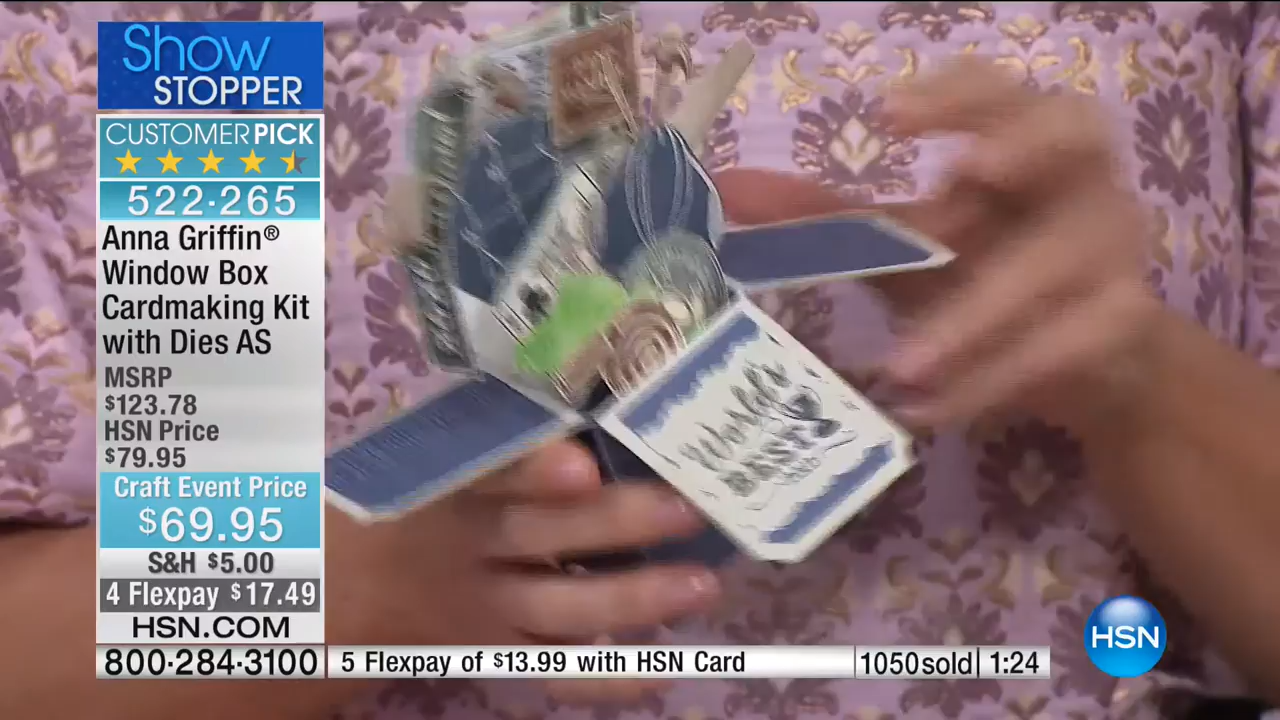 Show
STOPPER
CUSTOMER PICK
522·265
Anna Griffin®
Window Box
Cardmaking Kit
with Dies AS
MSRP
$123.78
HSN Price
$79.95
Craft Event Price
$69.95
S&H $5.00
4 Flexpay $17.49
HSN.COM
800·284·3100
5 Flexpay of $13.99 with HSN Card
1050sold
1:24
HSN
World's
BEST